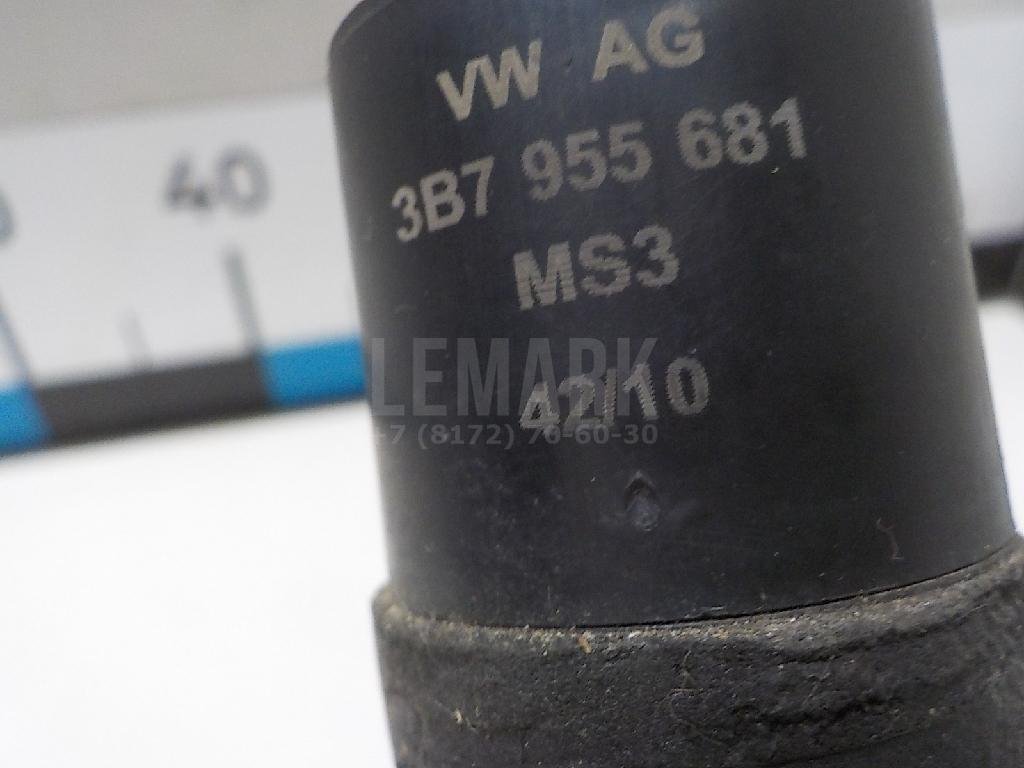 VW AG
3B7 955 681
40
MS3
LEMARK
42/10
+7 (8172) 70-60-30